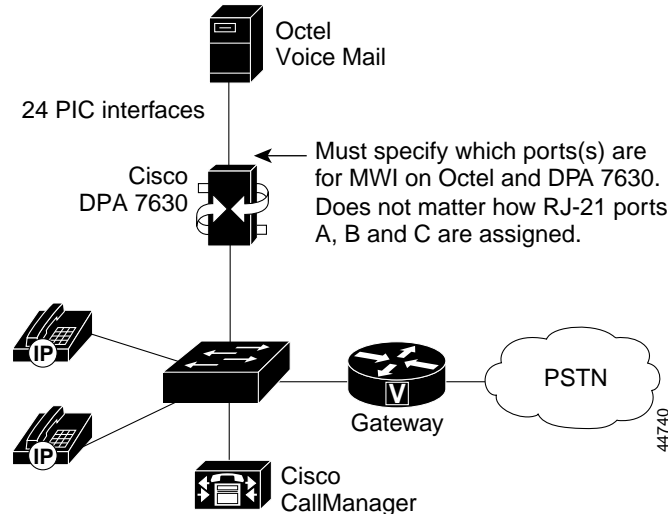 Octel
Voice Mail
24 PIC interfaces
Must specify which ports(s) are
for MWI on Octel and DPA 7630.
Does not matter how RJ-21 ports
A, B and C are assigned.
Cisco
DPA 7630
IP
IP
V
Gateway
PSTN
Cisco
CallManager
44740